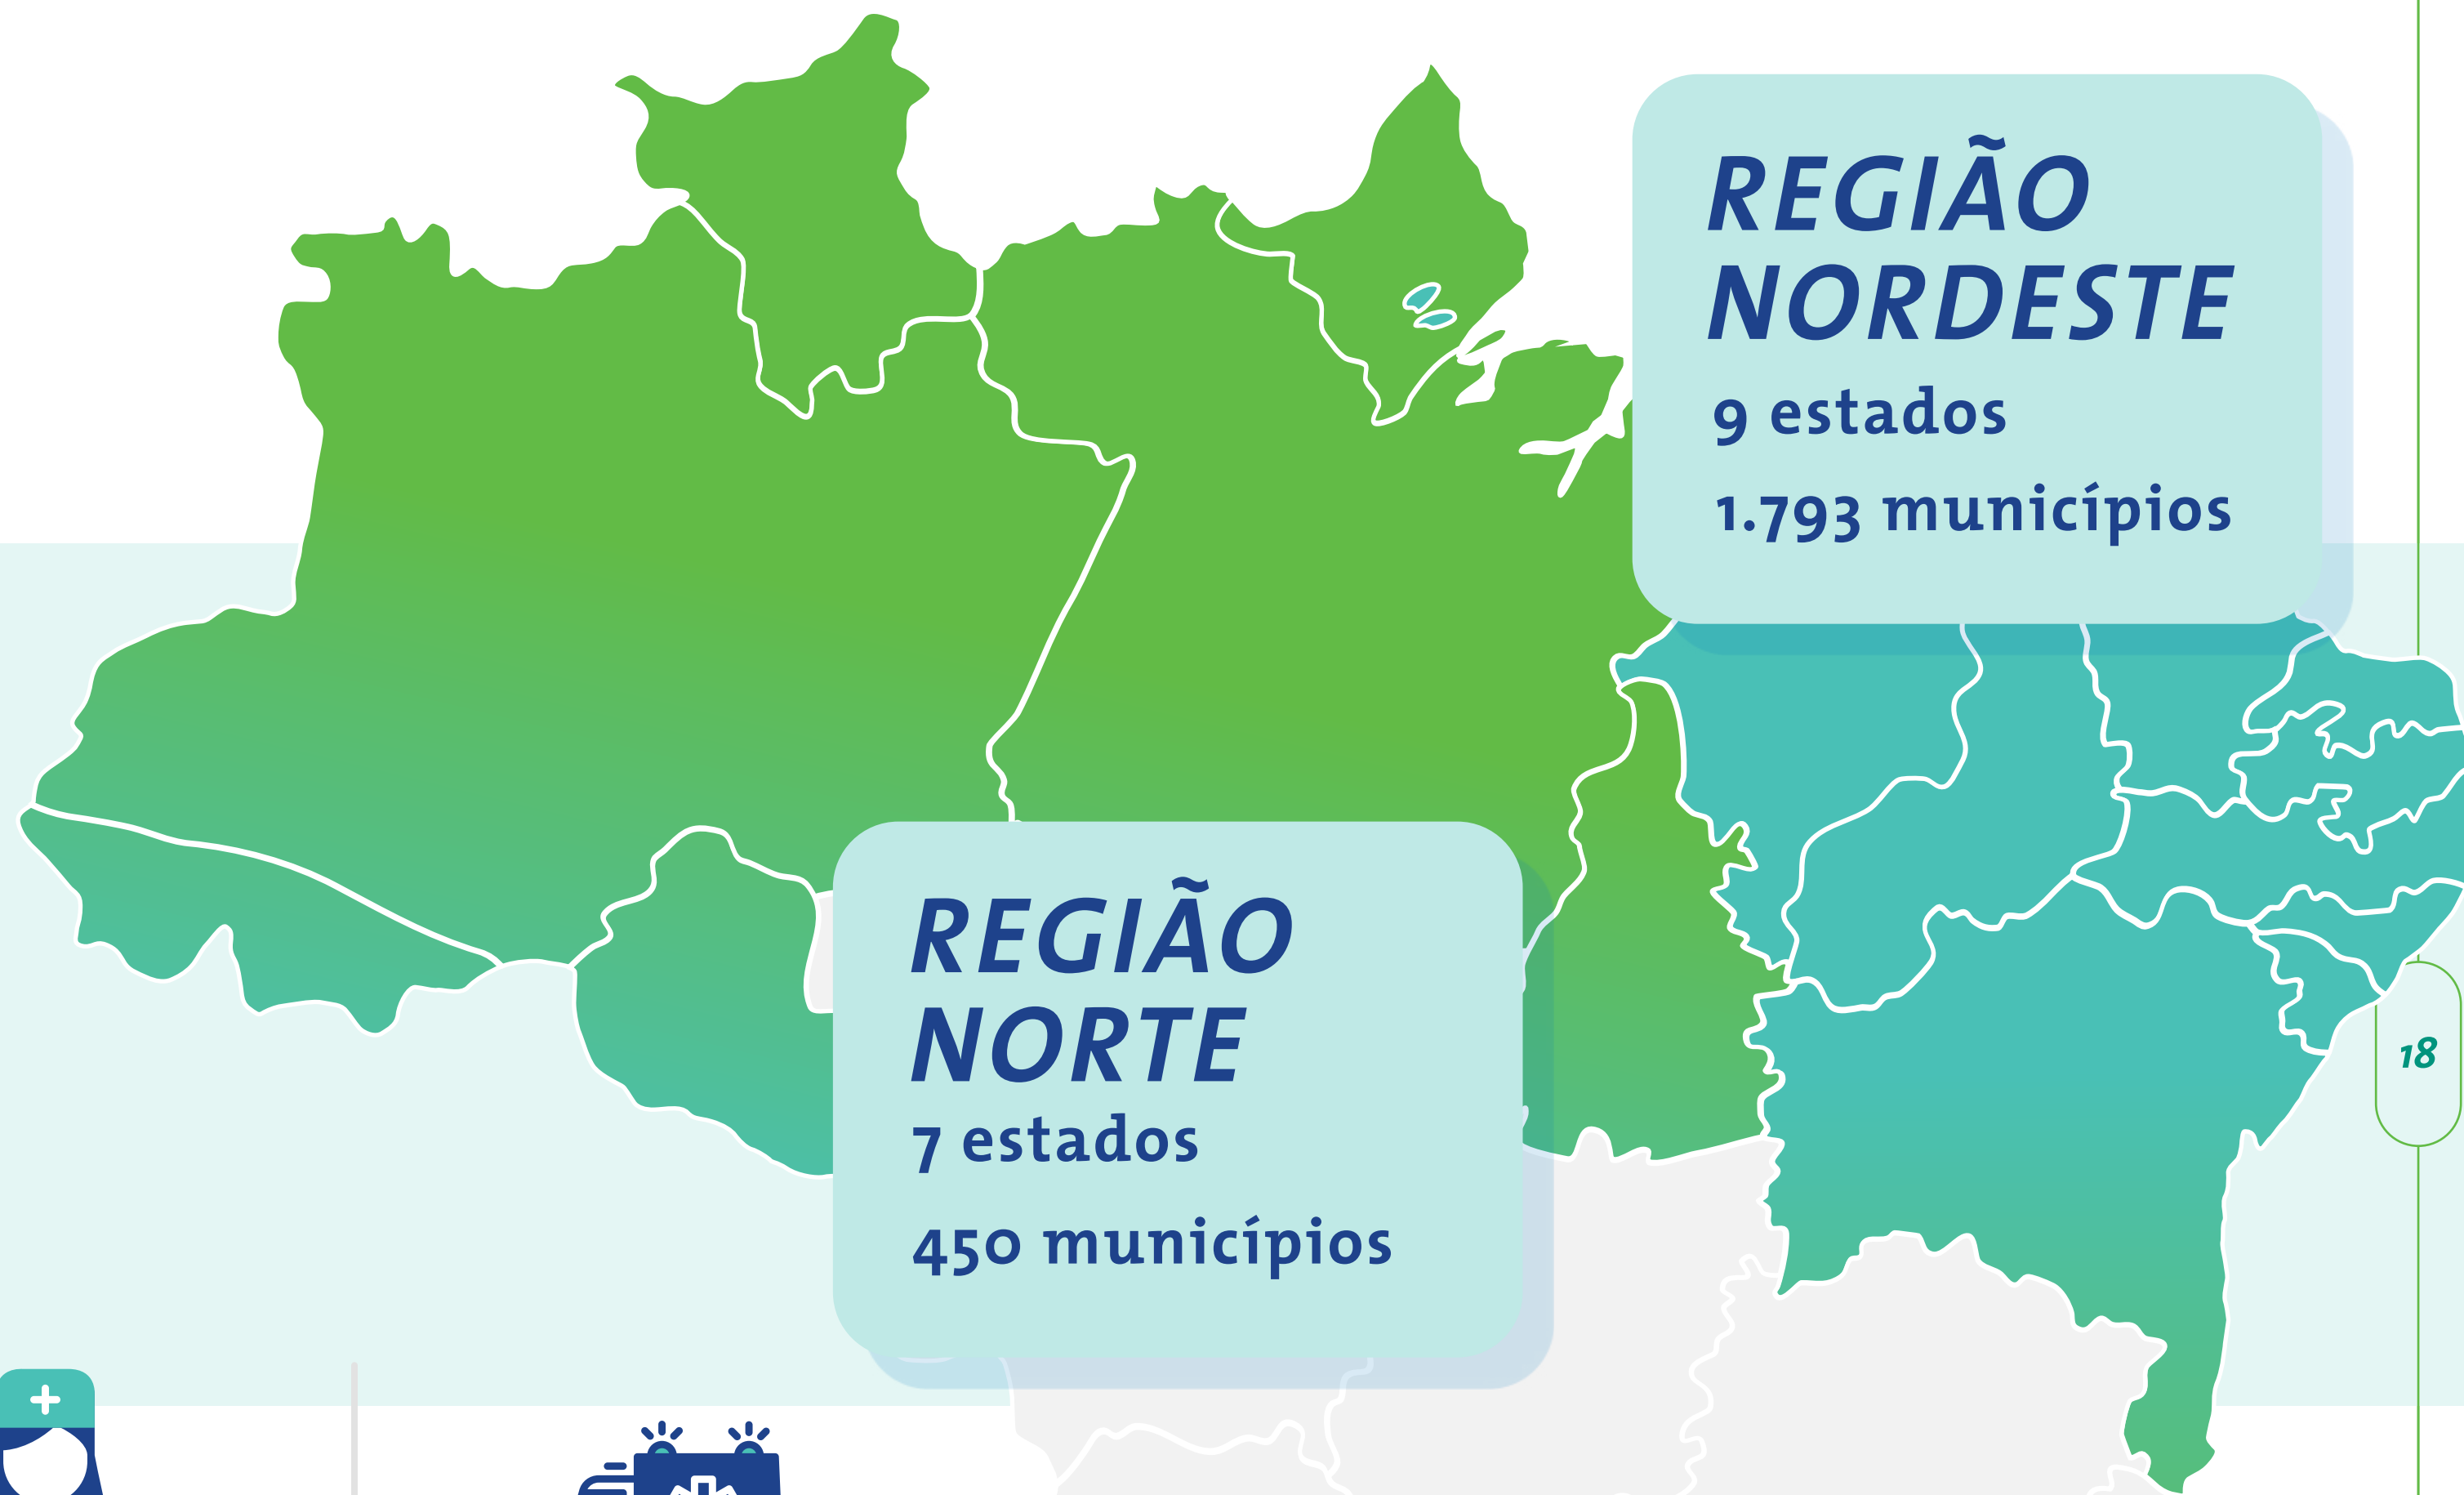 REGIÃO
NORDESTE
9 estados
1.793 municípios
REGIÃO
NORTE
7 estados
450 municípios
18